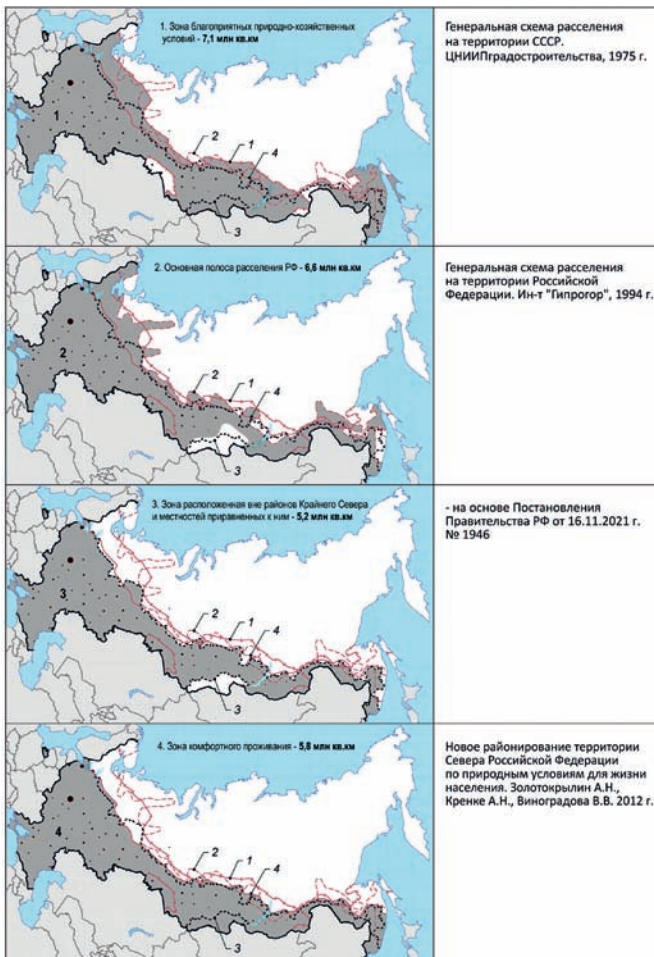 1. Зона благоприятных природно-хозяйственных
условий - 7,1 млн кв.км
1
2
1
4
3
Генеральная схема расселения
на территории СССР.
ЦНИИПградостроительства, 1975 г.
2. Основная полоса расселения РФ - 6,6 млн кв.км
2
2
1
4
3
Генеральная схема расселения
на территории Российской
Федерации. Ин-т "Гипрогор", 1994 г.
3. Зона расположенная вне районов Крайнего Севера
и местностей приравненных к ним - 5,2 млн кв.км
3
2
1
4
3
- на основе Постановления
Правительства РФ от 16.11.2021 г.
№ 1946
4. Зона комфортного проживания - 5,8 млн кв.км
4
2
1
4
3
Новое районирование территории
Севера Российской Федерации
по природным условиям для жизни
населения. Золотокрылин А.Н.,
Кренке А.Н., Виноградова В.В. 2012 г.